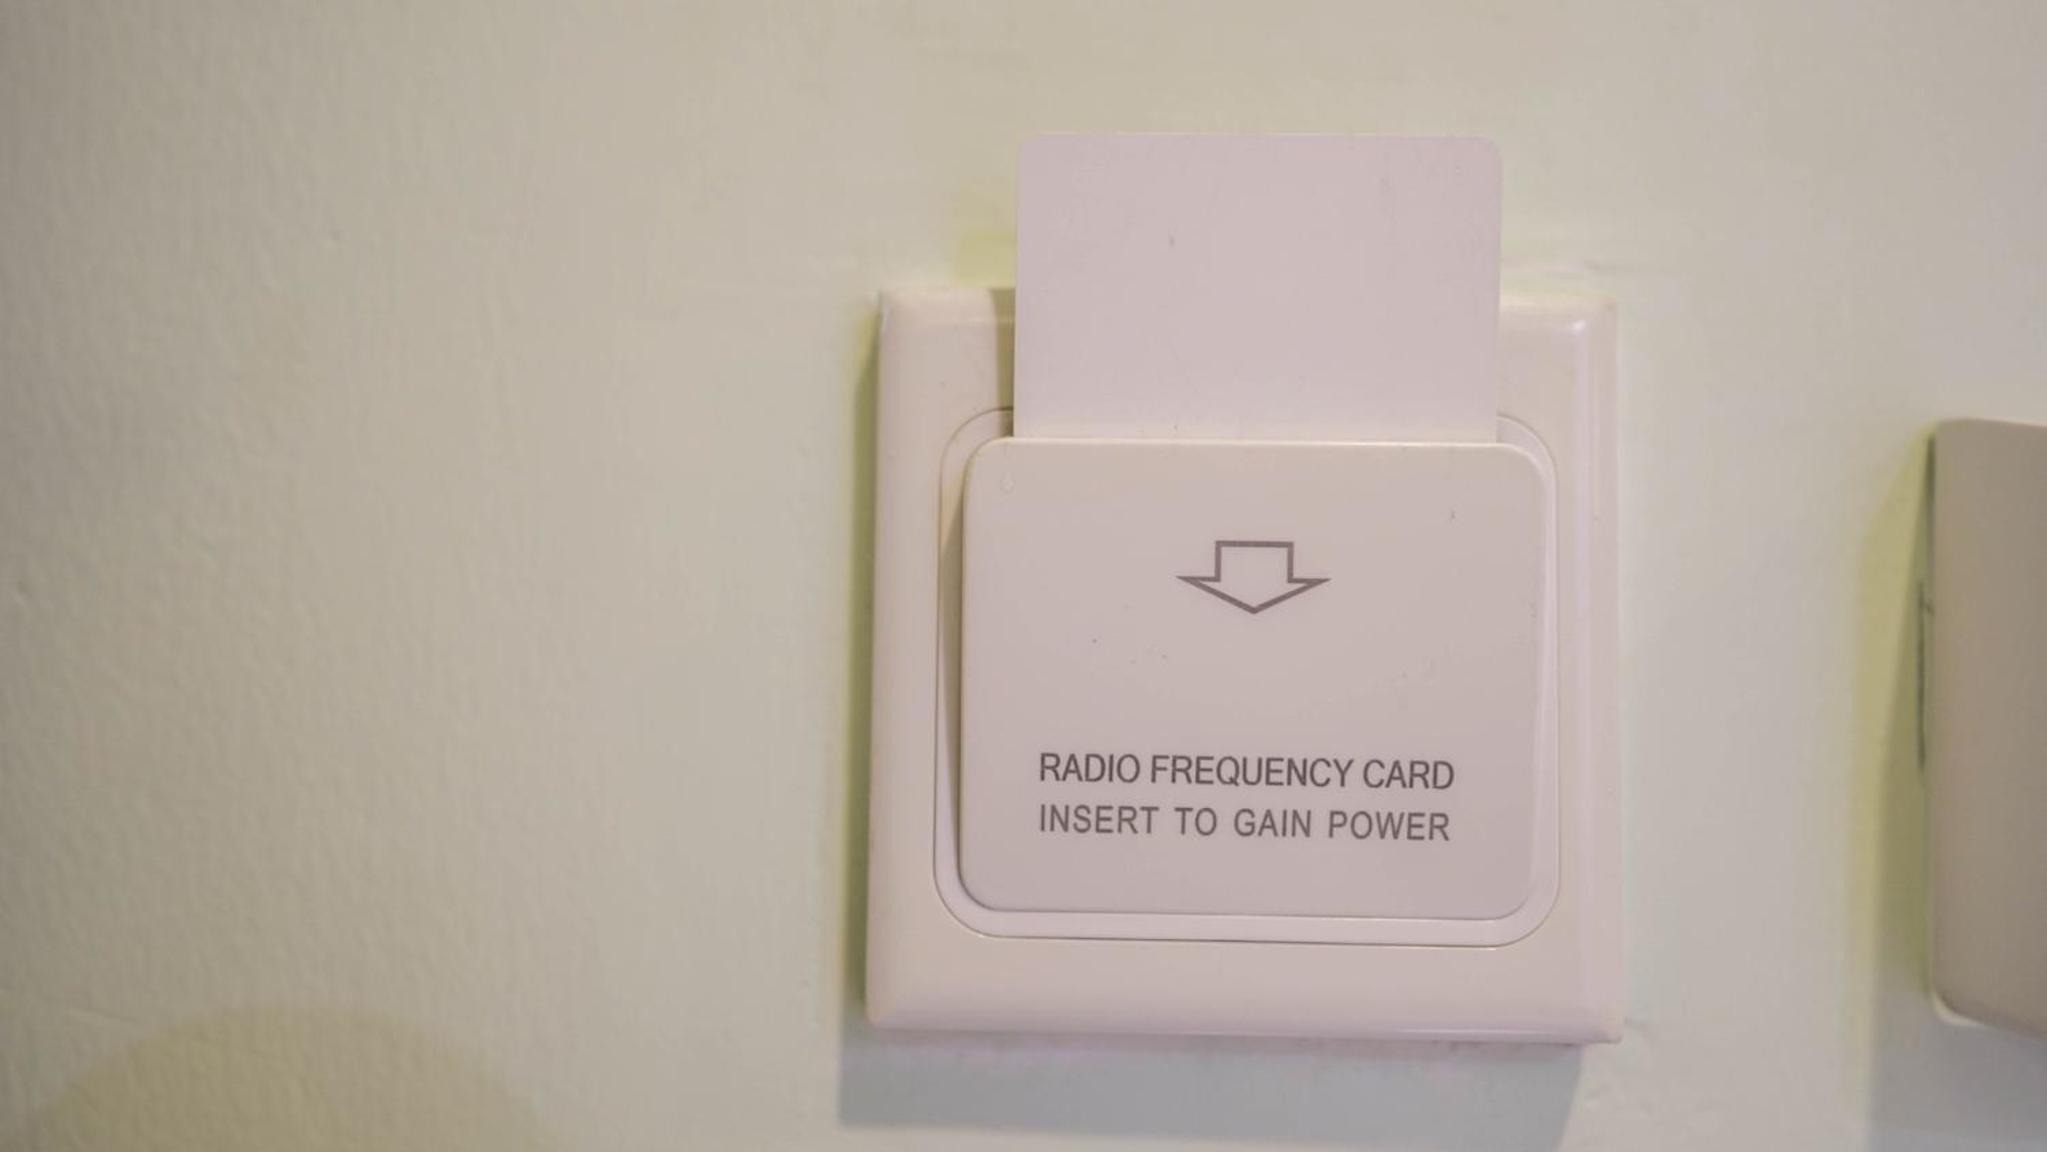 RADIO FREQUENCY CARD
INSERT TO GAIN POWER